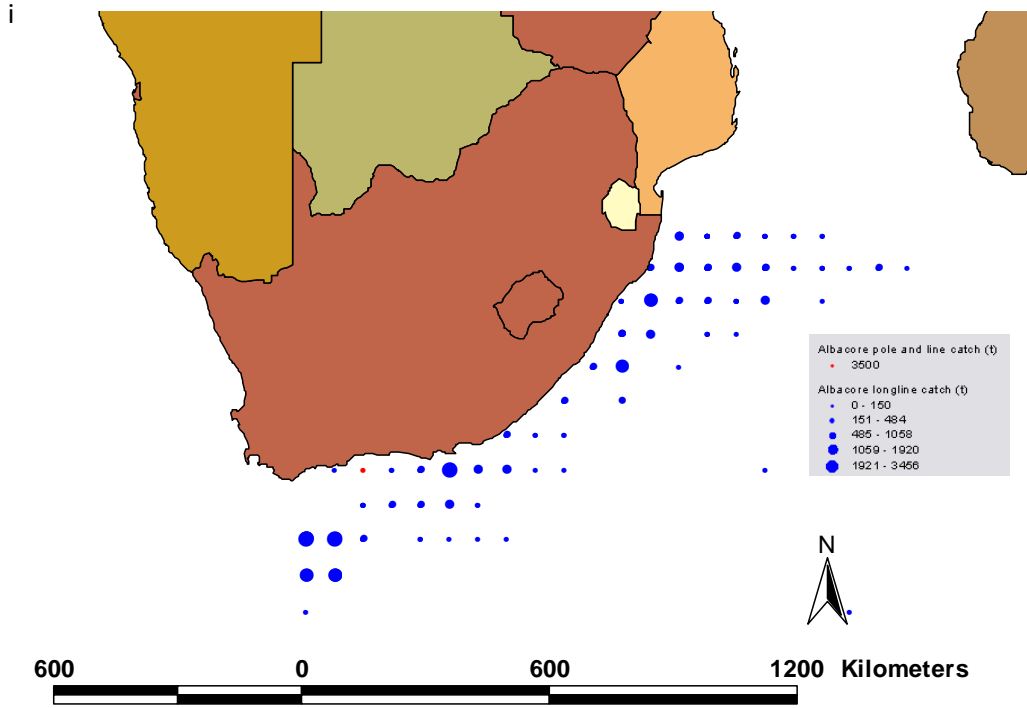 i
Albacore pole and line catch (t)
3500
Albacore longline catch (t)
0 - 150
151 - 484
485 - 1058
1059 - 1920
1921 - 3456
N
600 0 600 1200 Kilometers